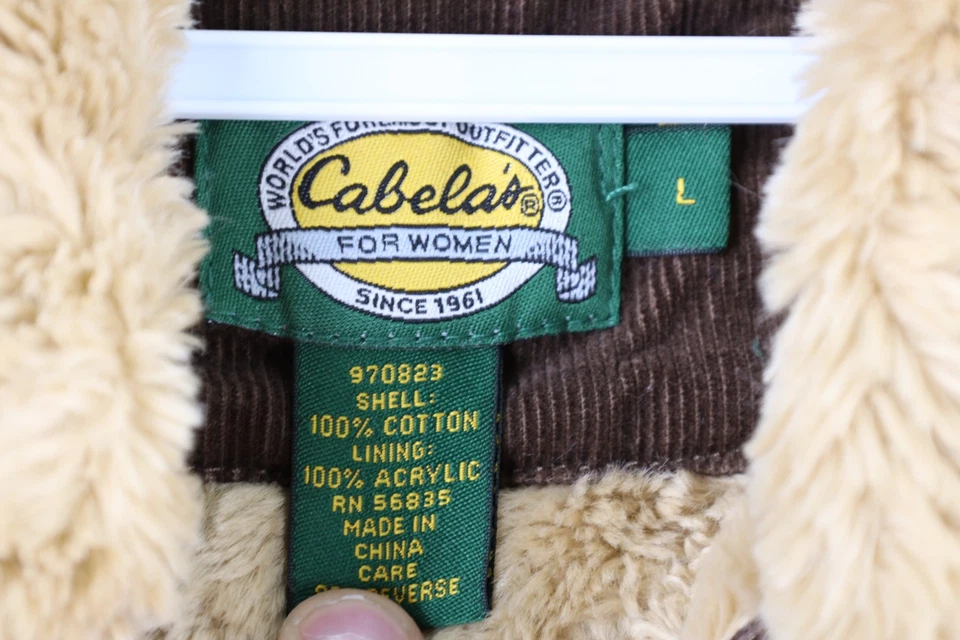 WORLD'S FOREMOST OUTFITTER®
Cabela's®
FOR WOMEN
SINCE 1961
L
970823
SHELL:
100% COTTON
LINING:
100% ACRYLIC
RN 56835
MADE IN
CHINA
CARE
REVERSE